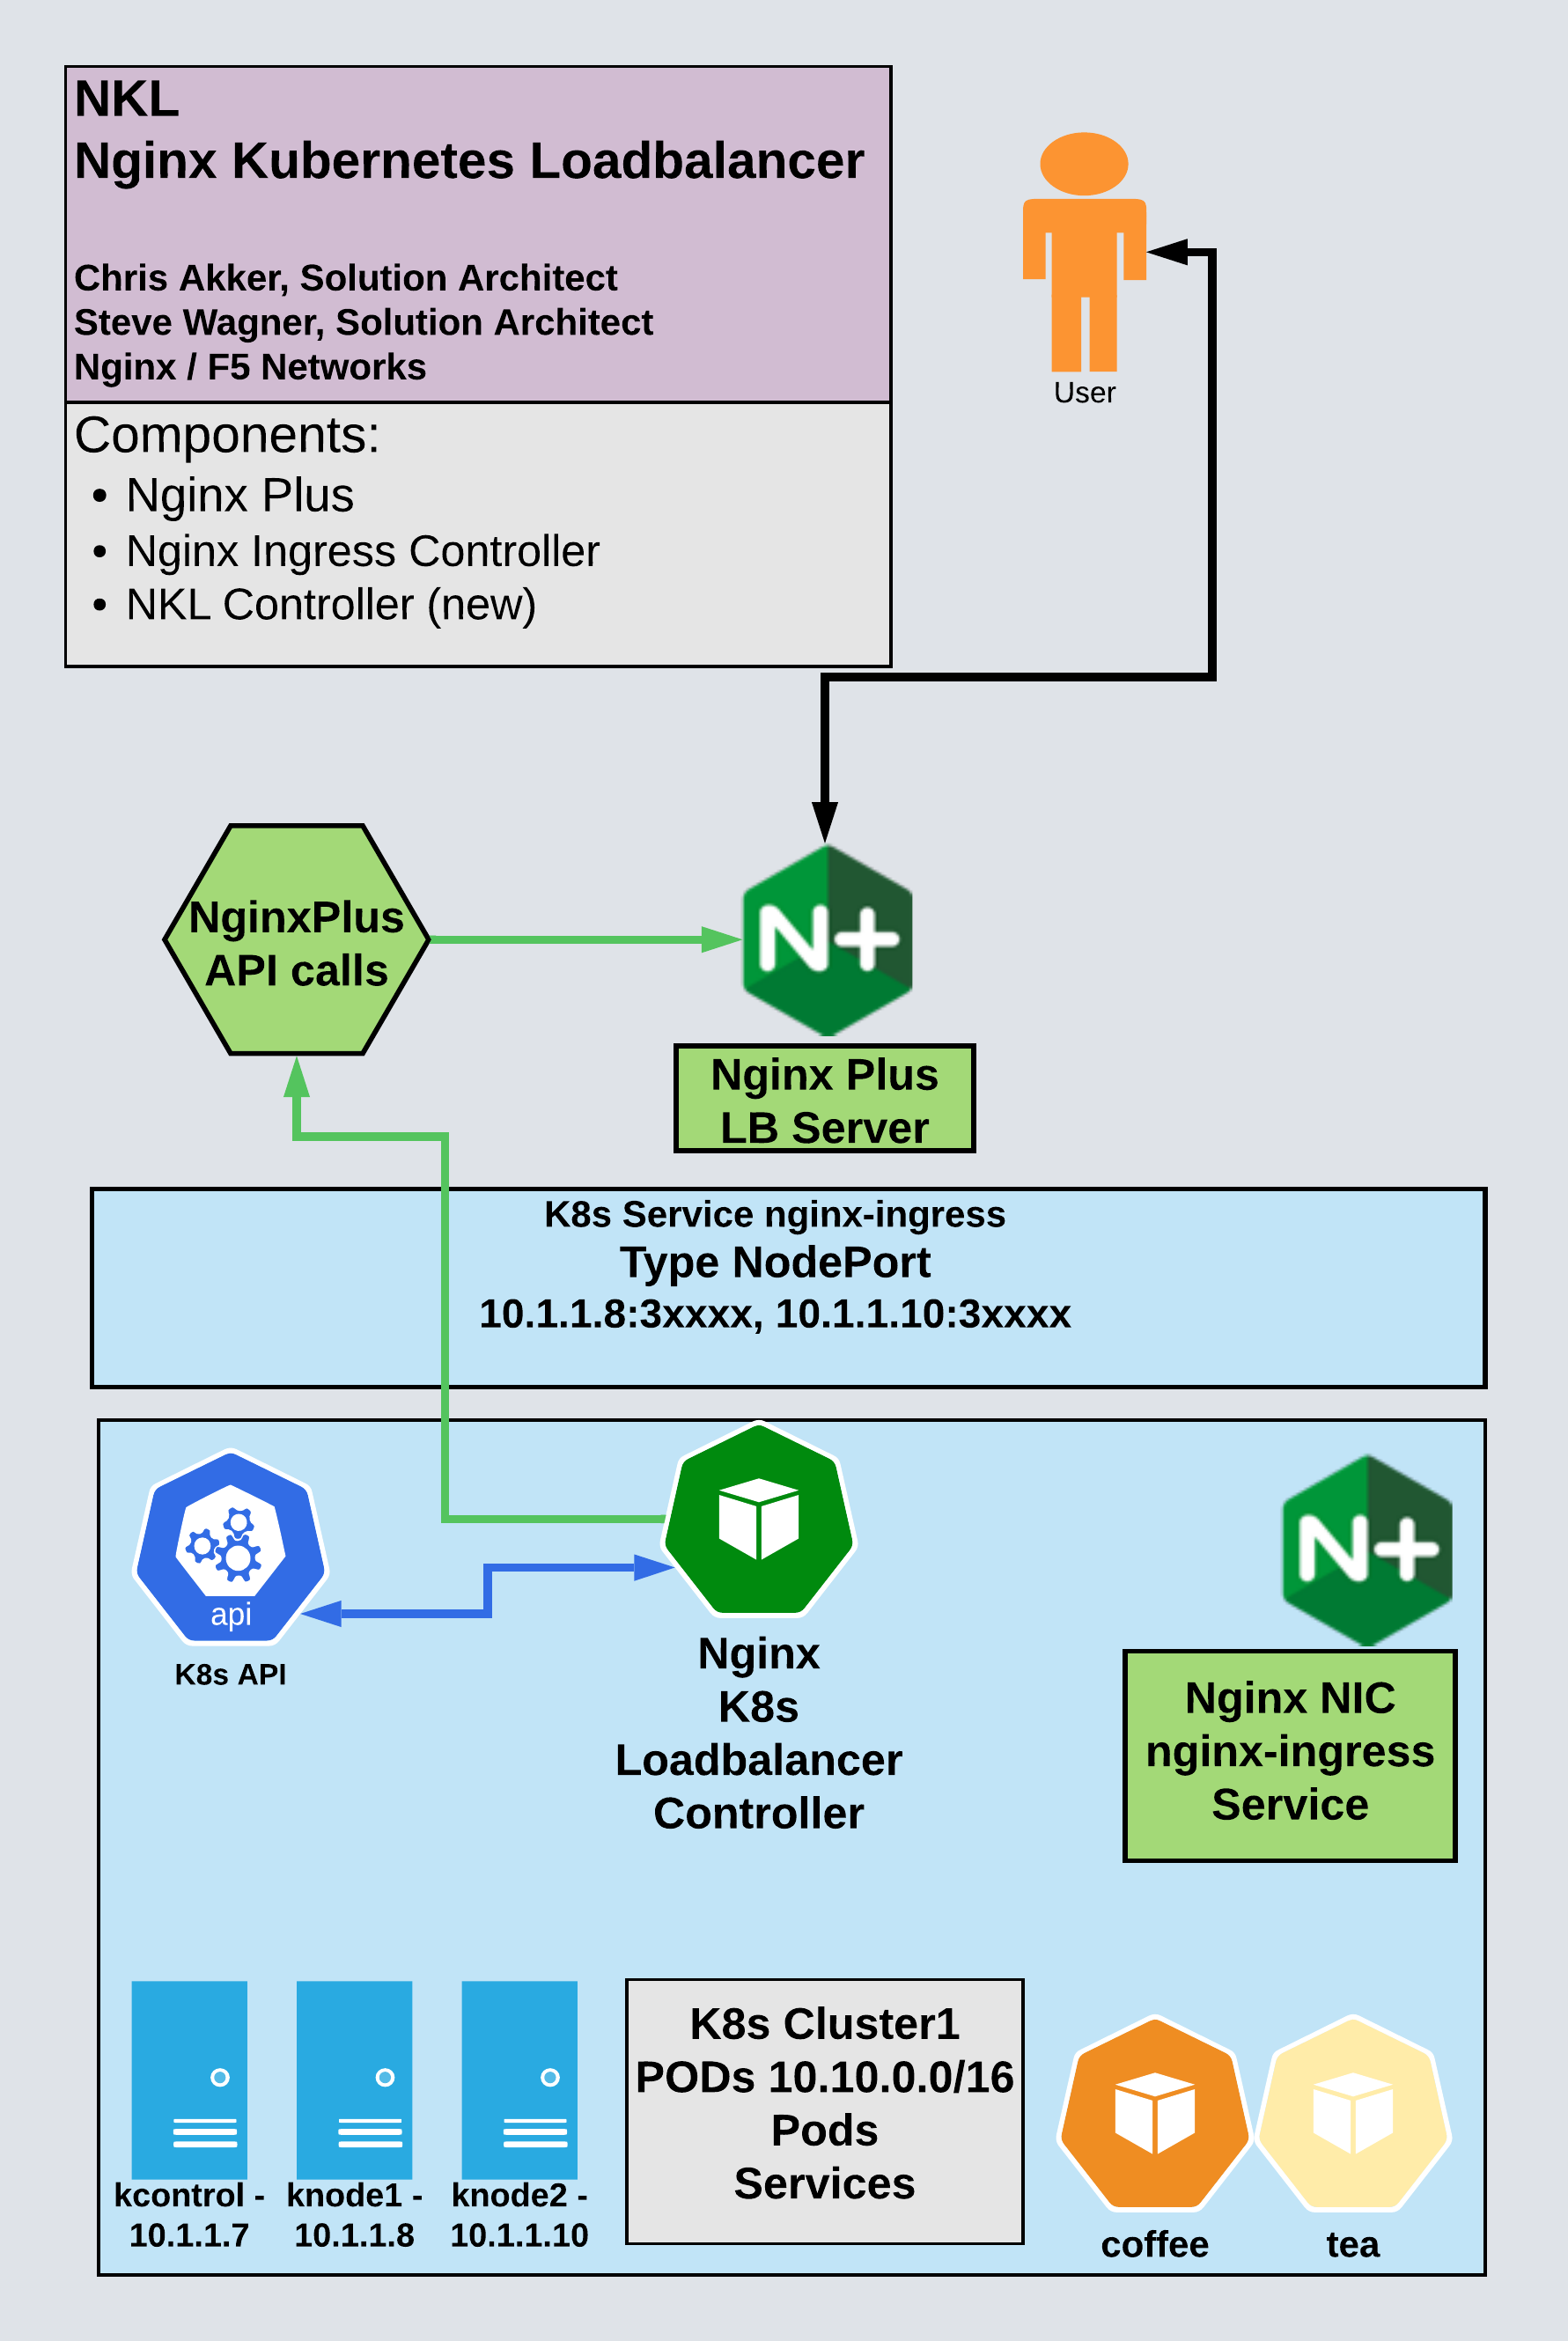 NKL
Nginx Kubernetes Loadbalancer
Chris Akker, Solution Architect
Steve Wagner, Solution Architect
Nginx / F5 Networks
Components:
• Nginx Plus
• Nginx Ingress Controller
• NKL Controller (new)
User
NginxPlus
API calls
N+
Nginx Plus
LB Server
K8s Service nginx-ingress
Type NodePort
10.1.1.8:3xxxx, 10.1.1.10:3xxxx
api
K8s API
Nginx
K8s
Loadbalancer
Controller
N+
Nginx NIC
nginx-ingress
Service
kcontrol -
10.1.1.7
knode1 -
10.1.1.8
knode2 -
10.1.1.10
K8s Cluster1
PODs 10.10.0.0/16
Pods
Services
coffee
tea